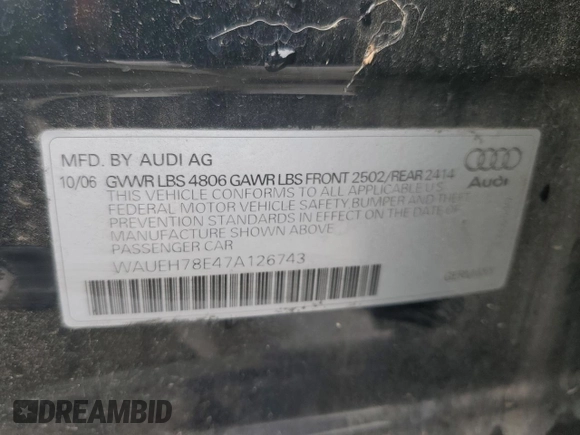 MFD. BY AUDI AG
10/06 GVWR LBS 4806 GAWR LBS FRONT 2502/REAR 2414
THIS VEHICLE CONFORMS TO ALL APPLICABLE U.S.
FEDERAL MOTOR VEHICLE SAFETY BUMPER AND THEFT
PREVENTION STANDARDS IN EFFECT ON DATE OF
MANUFACTURE SHOWN ABOVE
PASSENGER CAR
WAUEH78E47A126743
Audi
GERMANY
DREAMBID